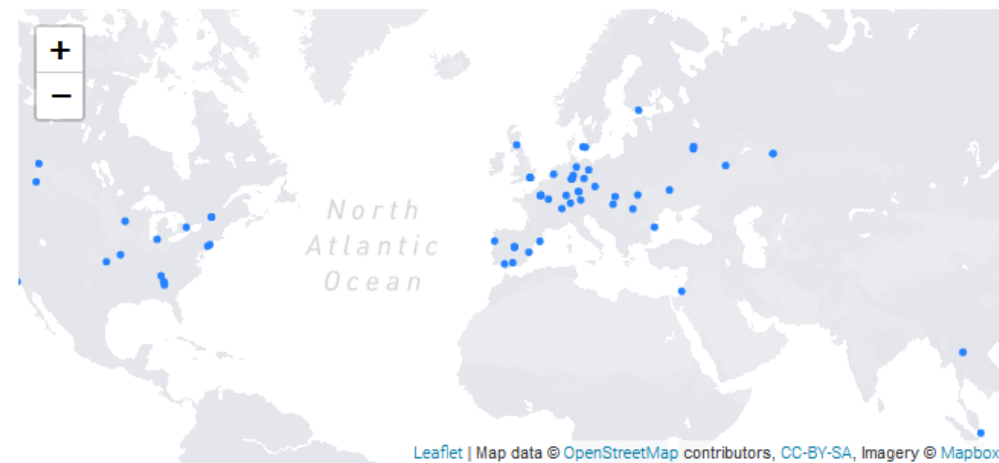 +
−
North
Atlantic
Ocean
Leaflet | Map data © OpenStreetMap contributors, CC-BY-SA, Imagery © Mapbox